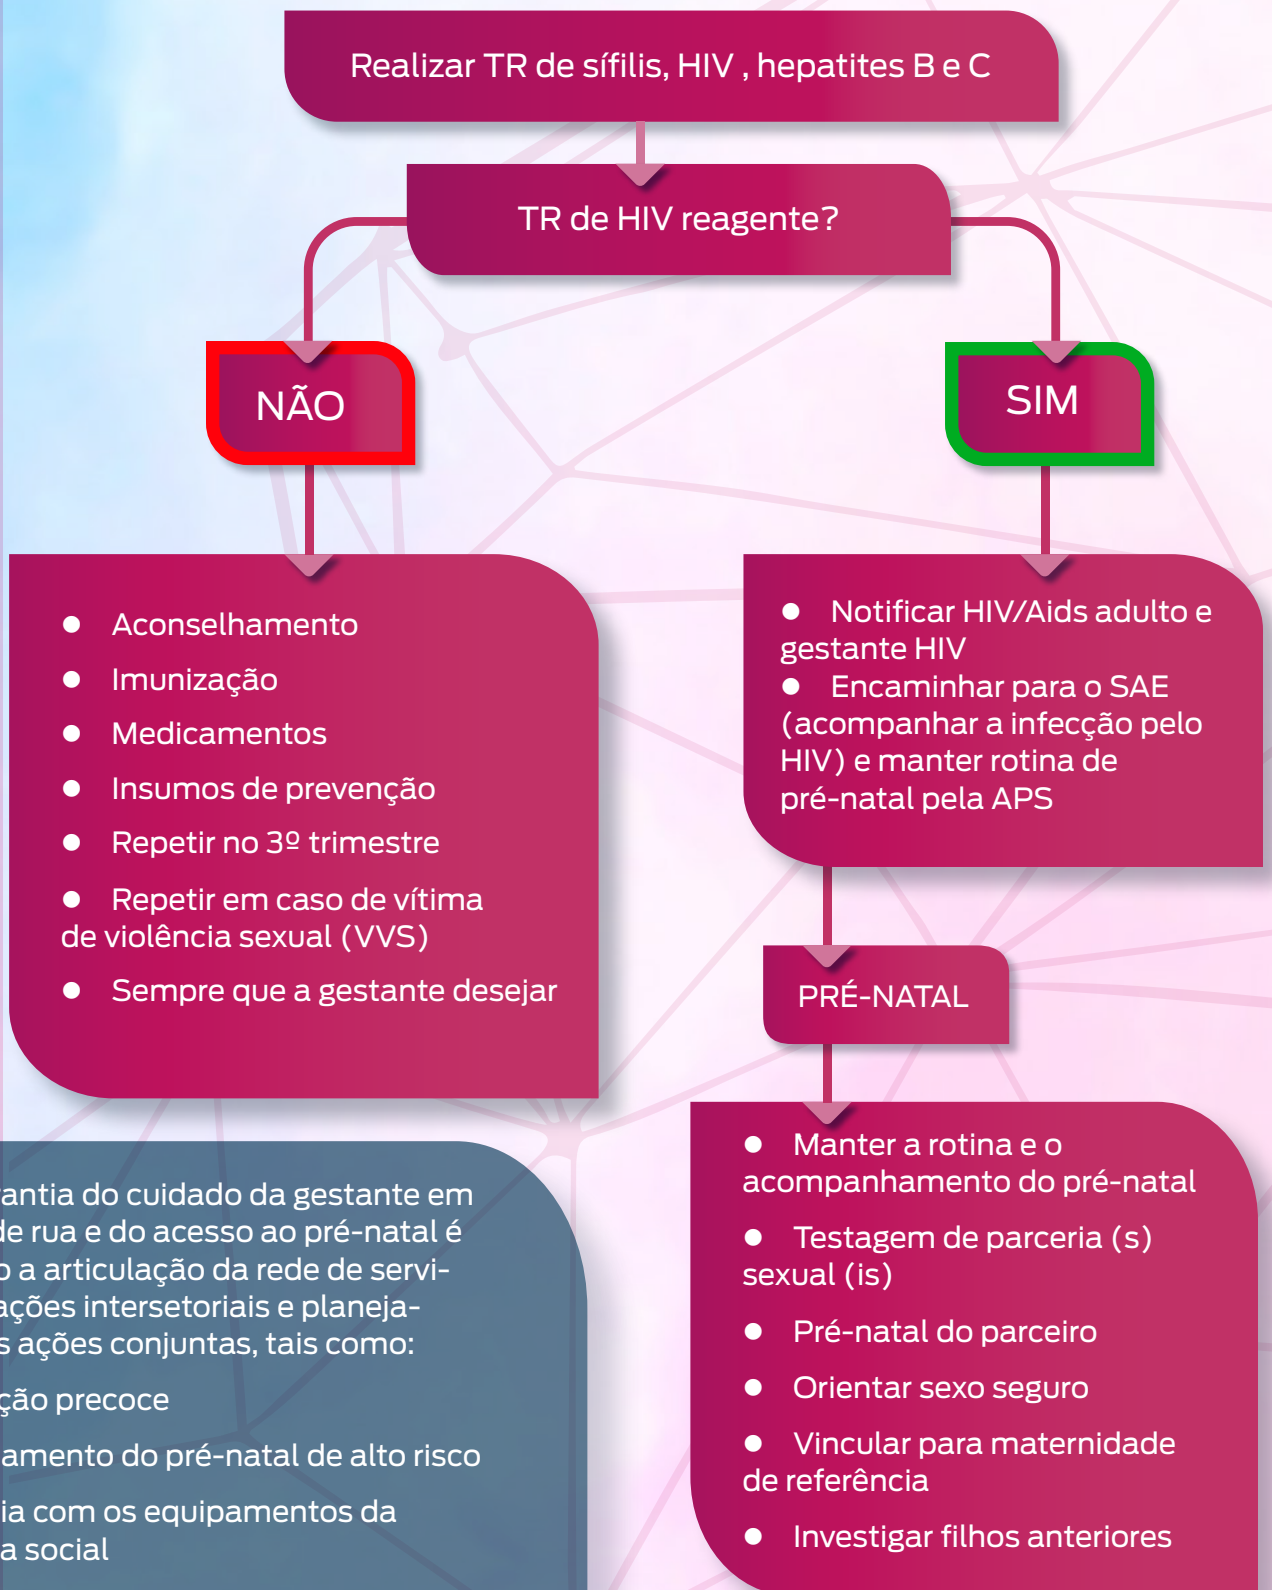 Realizar TR de sífilis, HIV , hepatites B e C
TR de HIV reagente?
NÃO
SIM
● Aconselhamento
● Imunização
● Medicamentos
● Insumos de prevenção
● Repetir no 3º trimestre
● Repetir em caso de vítima
de violência sexual (VVS)
● Sempre que a gestante desejar
● Notificar HIV/Aids adulto e
gestante HIV
● Encaminhar para o SAE
(acompanhar a infecção pelo
HIV) e manter rotina de
pré-natal pela APS
PRÉ-NATAL
● Manter a rotina e o
acompanhamento do pré-natal
● Testagem de parceria (s)
sexual (is)
● Pré-natal do parceiro
● Orientar sexo seguro
● Vincular para maternidade
de referência
● Investigar filhos anteriores
do cuidado da gestante em
de rua e do acesso ao pré-natal é
a articulação da rede de servi-
ações intersetoriais e planeja-
ações conjuntas, tais como:
precoce
do pré-natal de alto risco
com os equipamentos da
social